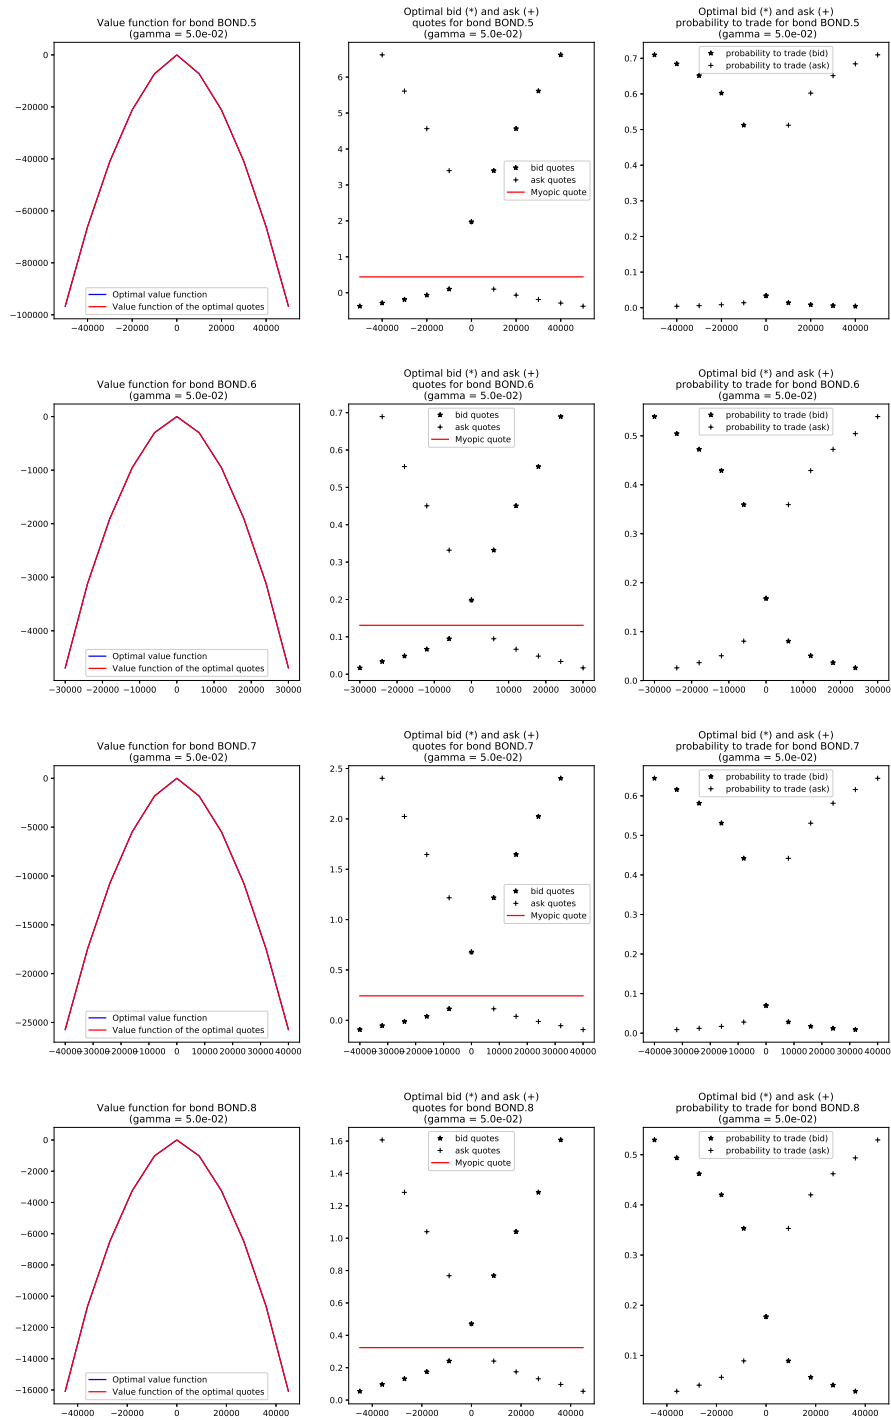 Value function for bond BOND.5
(gamma = 5.0e-02)
0
−20000
−40000
−60000
−80000
−100000
Optimal value function
Value function of the optimal quotes
−40000 −20000 0 20000 40000
Optimal bid (*) and ask (+)
quotes for bond BOND.5
(gamma = 5.0e-02)
6
5
4
3
2
1
0
bid quotes
ask quotes
Myopic quote
−40000 −20000 0 20000 40000
Optimal bid (*) and ask (+)
probability to trade for bond BOND.5
(gamma = 5.0e-02)
probability to trade (bid)
probability to trade (ask)
0.7
0.6
0.5
0.4
0.3
0.2
0.1
0.0
−40000 −20000 0 20000 40000
Value function for bond BOND.6
(gamma = 5.0e-02)
0
−1000
−2000
−3000
−4000
Optimal value function
Value function of the optimal quotes
−30000 −20000 −10000 0 10000 20000 30000
Optimal bid (*) and ask (+)
quotes for bond BOND.6
(gamma = 5.0e-02)
bid quotes
ask quotes
Myopic quote
0.7
0.6
0.5
0.4
0.3
0.2
0.1
0.0
−30000 −20000 −10000 0 10000 20000 30000
Optimal bid (*) and ask (+)
probability to trade for bond BOND.6
(gamma = 5.0e-02)
probability to trade (bid)
probability to trade (ask)
0.5
0.4
0.3
0.2
0.1
0.0
−30000 −20000 −10000 0 10000 20000 30000
Value function for bond BOND.7
(gamma = 5.0e-02)
0
−5000
−10000
−15000
−20000
−25000
Optimal value function
Value function of the optimal quotes
−40000 −30000 −20000 −10000 0 10000 20000 30000 40000
Optimal bid (*) and ask (+)
quotes for bond BOND.7
(gamma = 5.0e-02)
2.5
2.0
1.5
1.0
0.5
0.0
bid quotes
ask quotes
Myopic quote
−40000 −30000 −20000 −10000 0 10000 20000 30000 40000
Optimal bid (*) and ask (+)
probability to trade for bond BOND.7
(gamma = 5.0e-02)
probability to trade (bid)
probability to trade (ask)
0.6
0.5
0.4
0.3
0.2
0.1
0.0
−40000 −30000 −20000 −10000 0 10000 20000 30000 40000
Value function for bond BOND.8
(gamma = 5.0e-02)
0
−2000
−4000
−6000
−8000
−10000
−12000
−14000
−16000
Optimal value function
Value function of the optimal quotes
−40000 −20000 0 20000 40000
Optimal bid (*) and ask (+)
quotes for bond BOND.8
(gamma = 5.0e-02)
bid quotes
ask quotes
Myopic quote
1.6
1.4
1.2
1.0
0.8
0.6
0.4
0.2
0.0
−40000 −20000 0 20000 40000
Optimal bid (*) and ask (+)
probability to trade for bond BOND.8
(gamma = 5.0e-02)
probability to trade (bid)
probability to trade (ask)
0.5
0.4
0.3
0.2
0.1
−40000 −20000 0 20000 40000